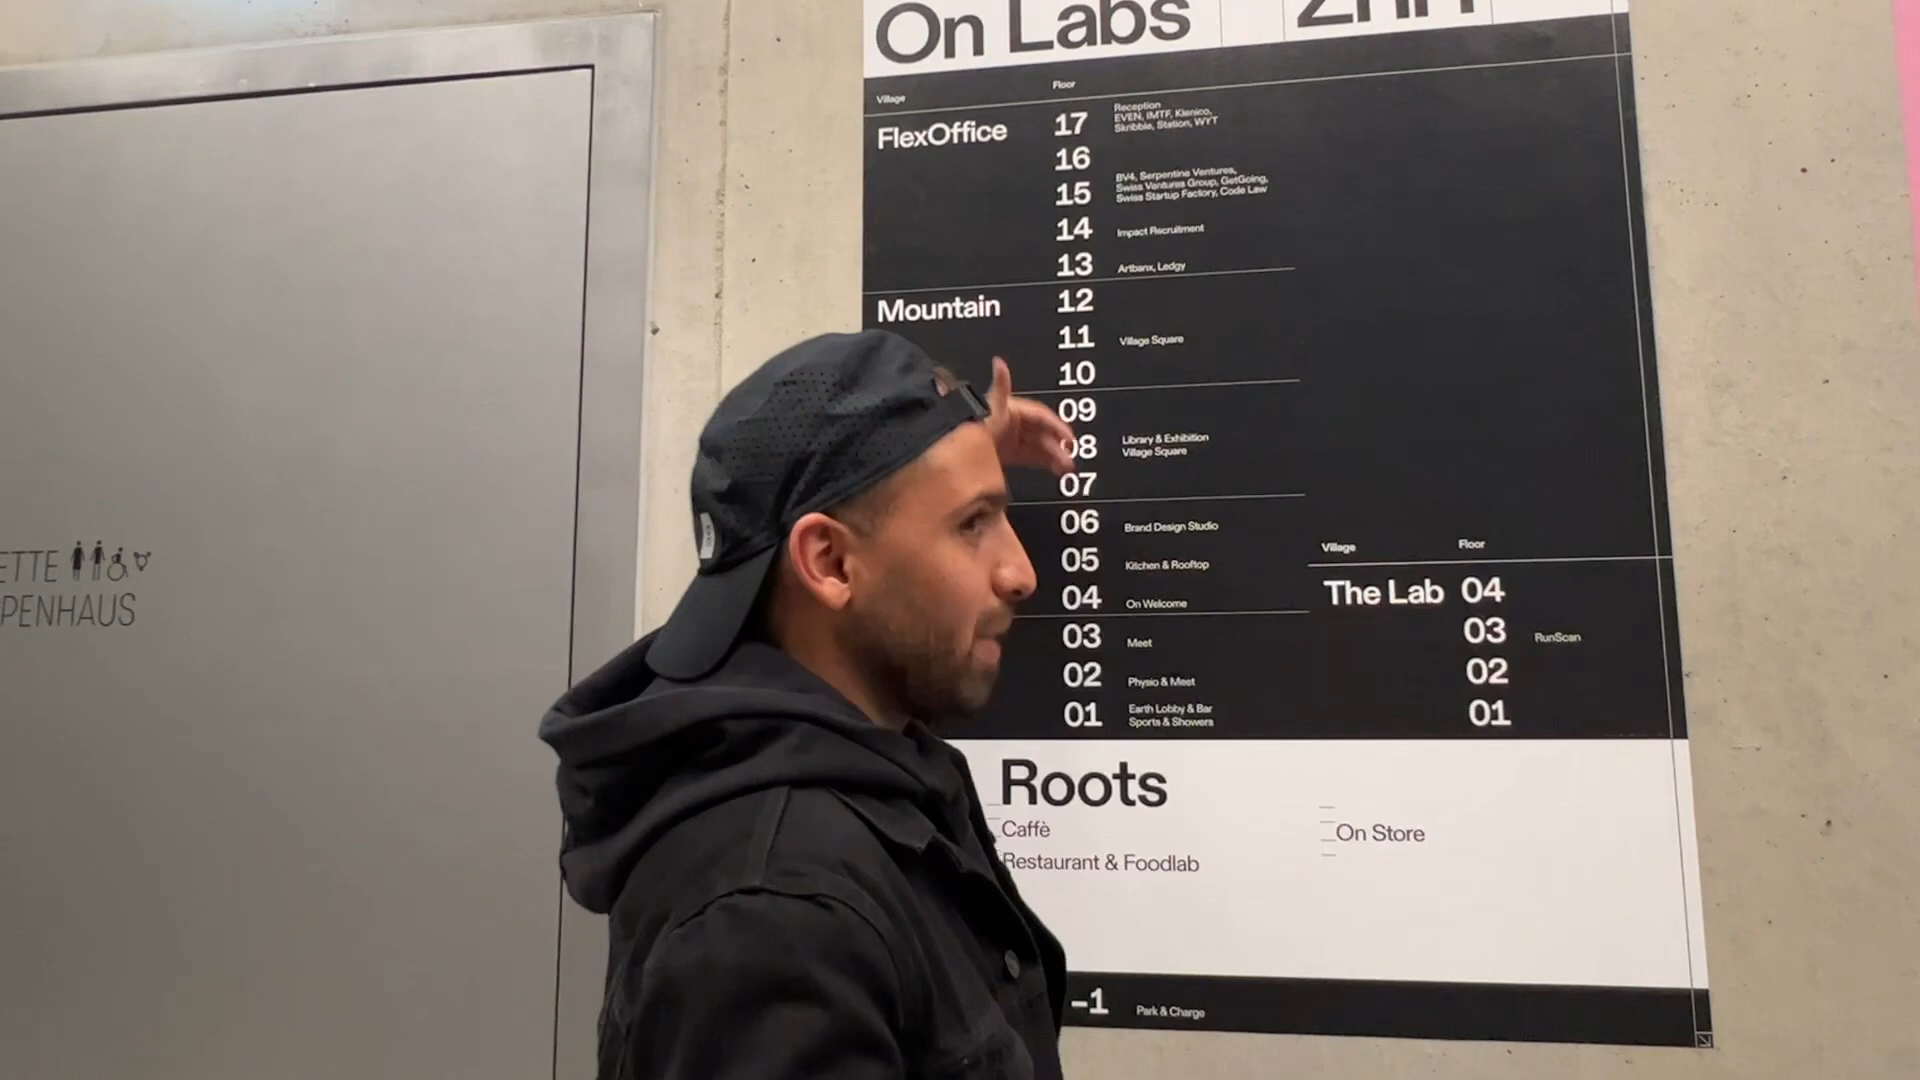 On Labs
Village
Floor
FlexOffice
17
Reception
EVEN, IMTF, Klenico,
Skribble, Station, WYT
16
15
BV4, Serpentine Ventures,
Swiss Ventures Group, GetGoing,
Swiss Startup Factory, Code Law
14
Impact Recruitment
13
Artbanx, Ledgy
Mountain
12
11
Village Square
10
09
08
Library & Exhibition
Village Square
07
06
Brand Design Studio
05
Kitchen & Rooftop
04
On Welcome
03
Meet
02
Physio & Meet
01
Earth Lobby & Bar
Sports & Showers
Village
Floor
The Lab
04
03
RunScan
02
01
Roots
Caffè
Restaurant & Foodlab
On Store
-1
Park & Charge
ETTE
PENHAUS